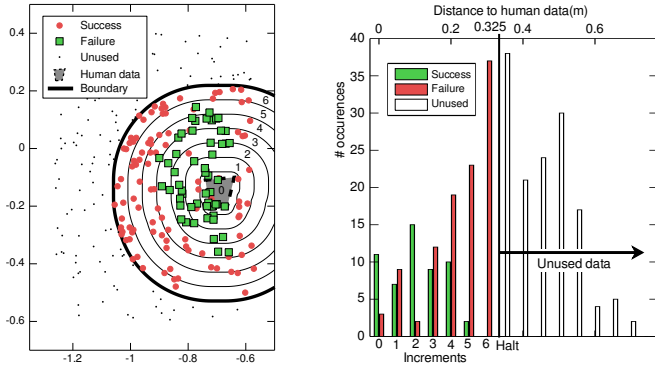 Success
Failure
Unused
Human data
Boundary
0.4
0.2
0
-0.2
-0.4
-0.6
-1.2
-1
-0.8
-0.6
6
5
4
3
2
1
0
Distance to human data(m)
0
0.2
0.325
0.4
0.6
# occurences
40
35
30
25
20
15
10
5
0
Success
Failure
Unused
Unused data
0 1 2 3 4 5 6 Halt
Increments